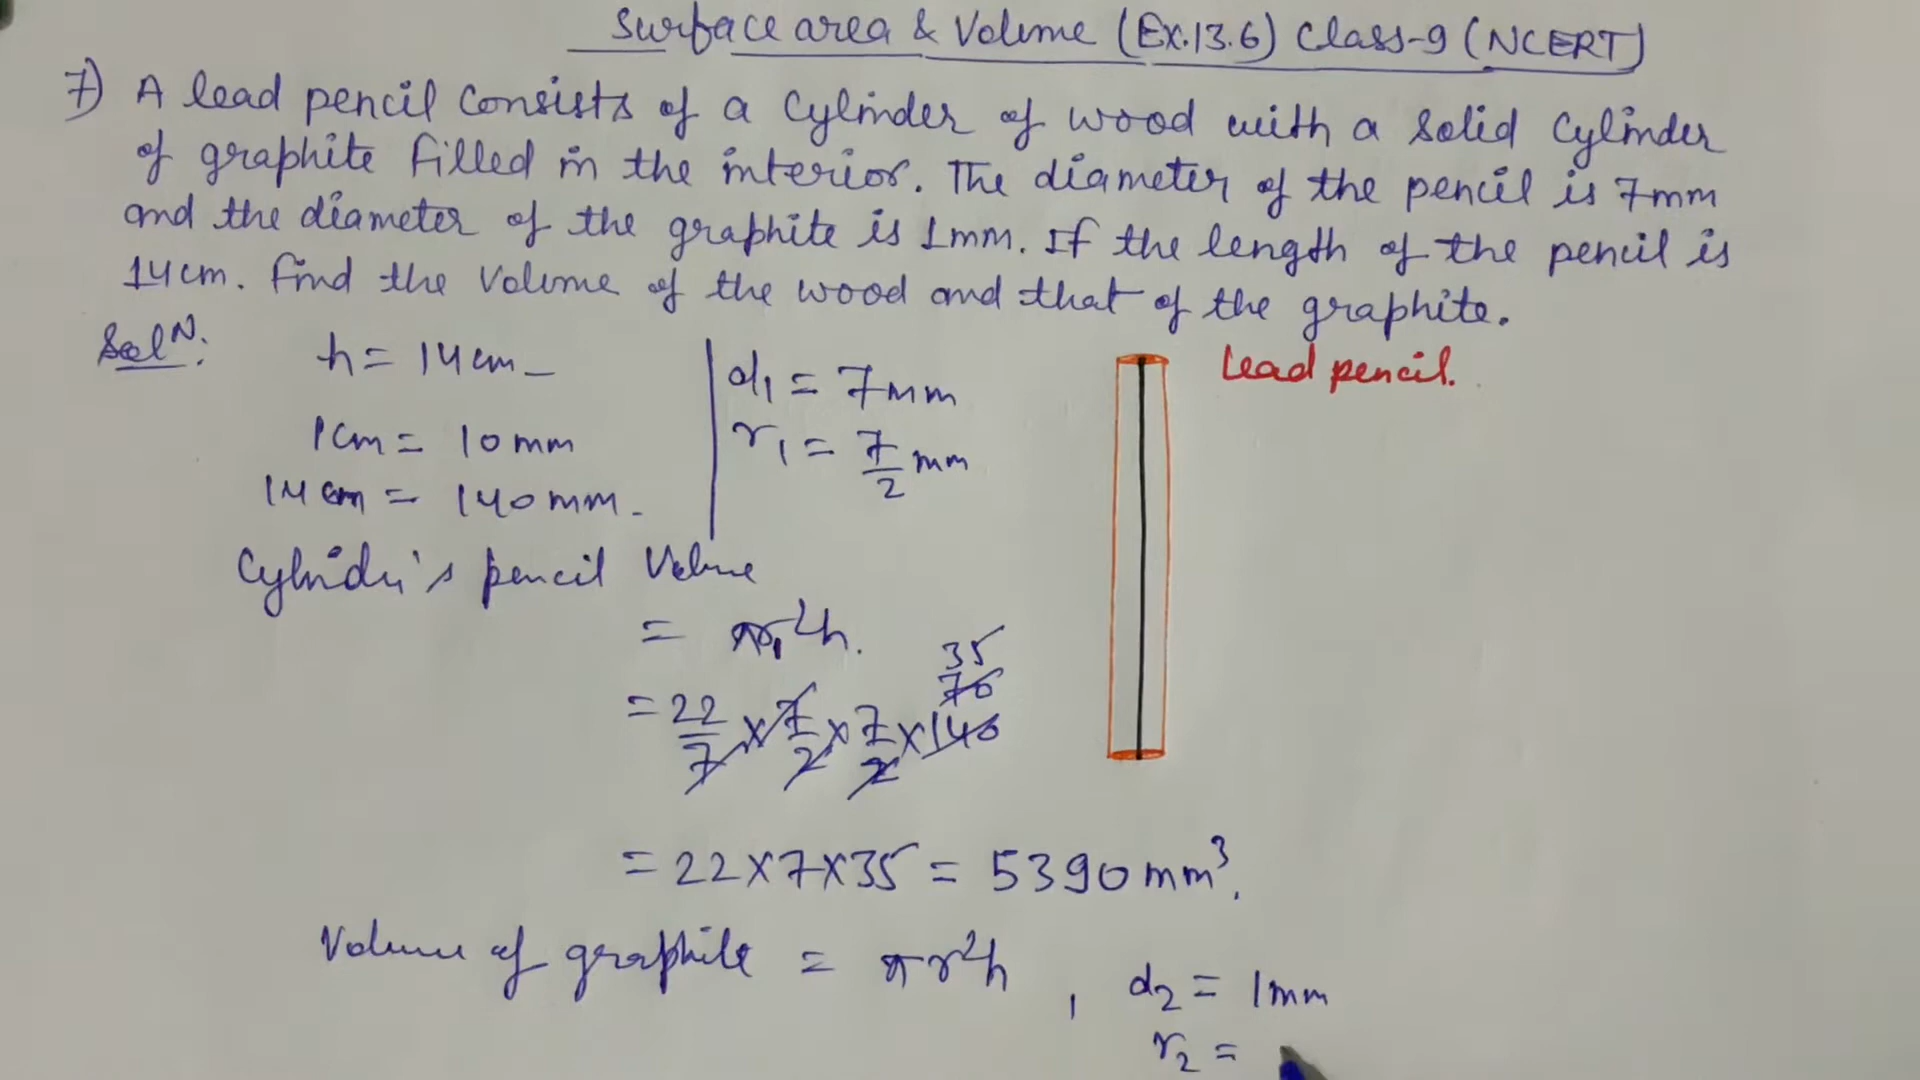 Surface area & Volume (Ex.13.6) Class-9 (NCERT)
7) A lead pencil consists of a Cylinder of wood with a solid Cylinder
of graphite filled in the interior. The diameter of the pencil is 7mm
and the diameter of the graphite is 1mm. If the length of the pencil is
14cm. find the Volume of the wood and that of the graphite.
Solⁿ:
h = 14cm
1cm = 10mm
14cm = 140mm.
d₁ = 7mm
r₁ = 7/2 mm
Lead pencil.
Cylinder's pencil Volume
= πr₁²h.
35
70
= 22/7 × 7/2 × 7/2 × 140
= 22×7×35 = 5390mm³.
Volume of graphite = πr²h , d₂ = 1mm
r₂ =